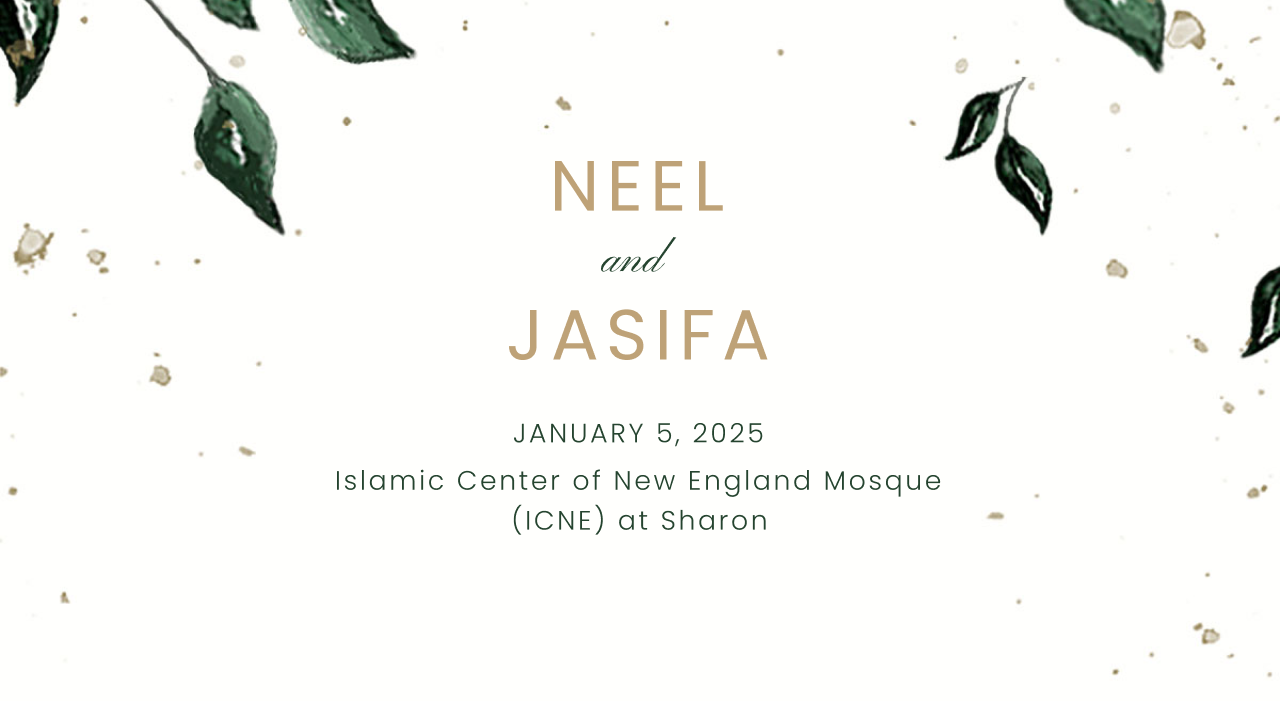 NEEL
and
JASIFA
JANUARY 5, 2025
Islamic Center of New England Mosque
(ICNE) at Sharon